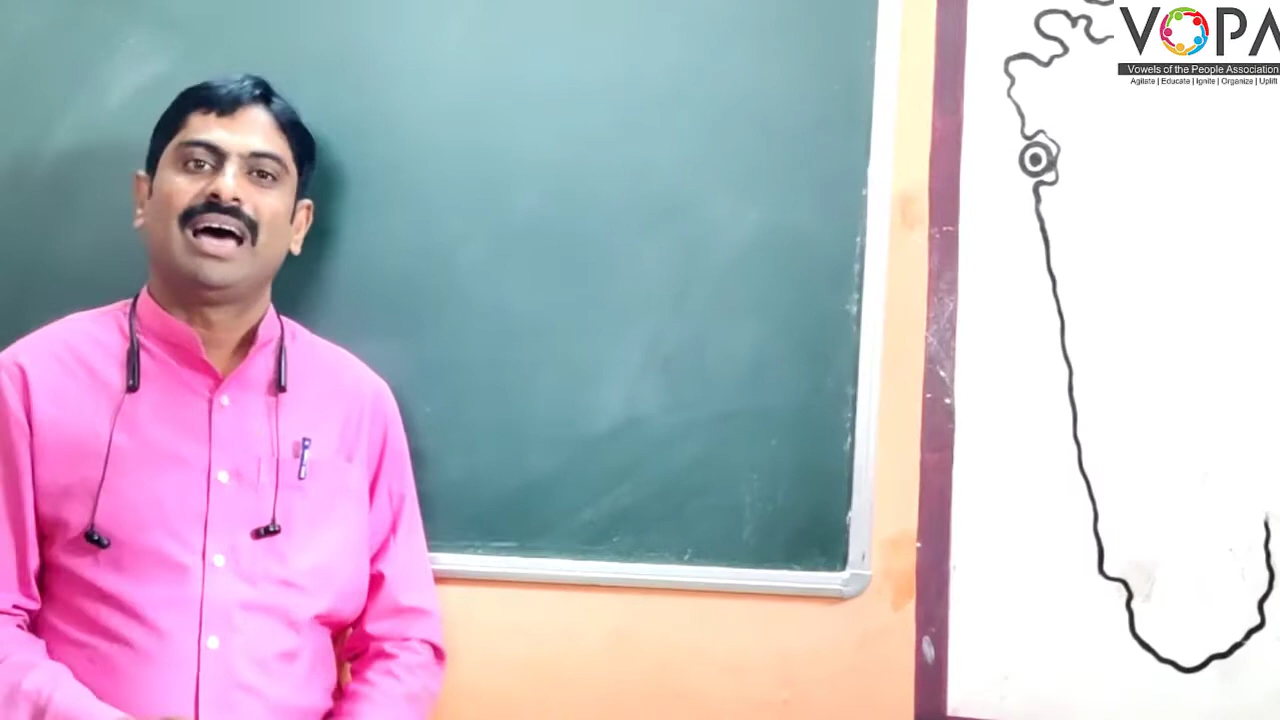 VOPA
Vowels of the People Association
Agitate | Educate | Ignite | Organize | Uplift